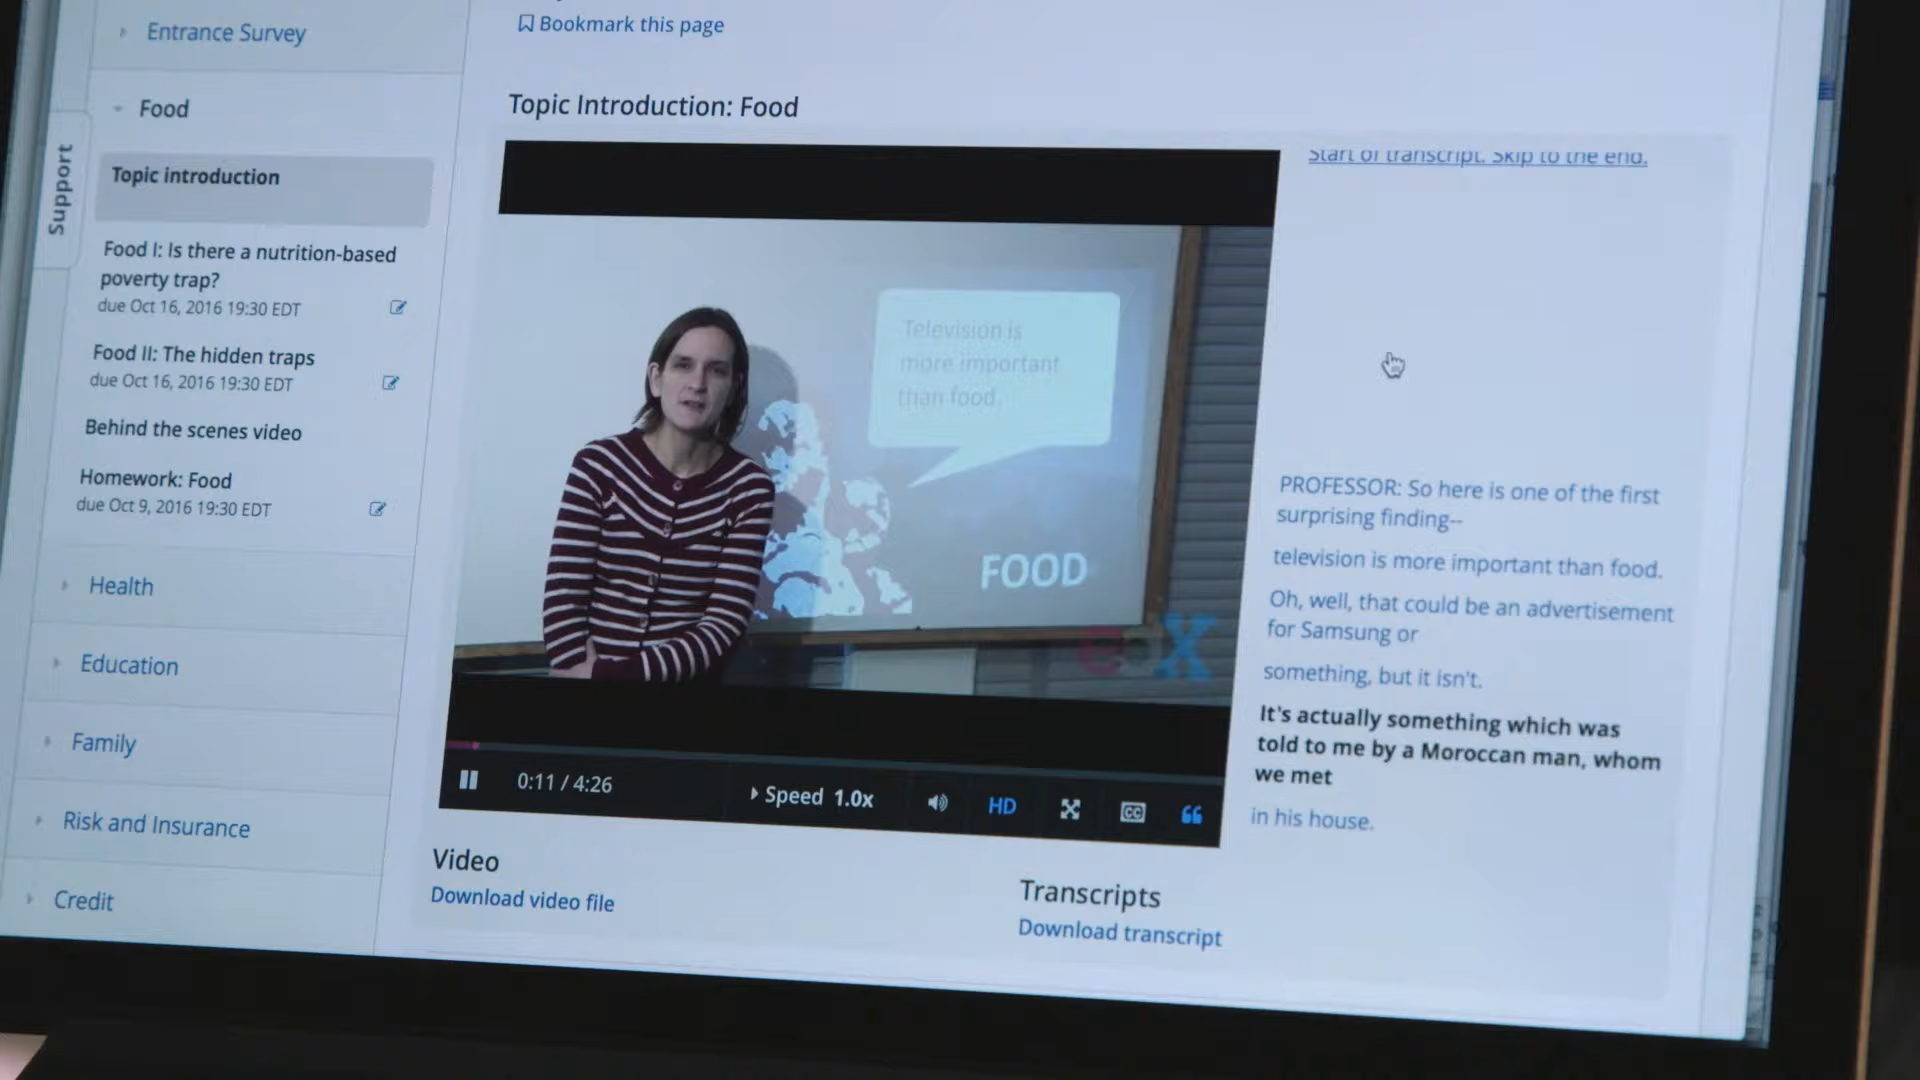 Bookmark this page
Entrance Survey
Food
Support
Topic introduction
Food I: Is there a nutrition-based
poverty trap?
due Oct 16, 2016 19:30 EDT
Food II: The hidden traps
due Oct 16, 2016 19:30 EDT
Behind the scenes video
Homework: Food
due Oct 9, 2016 19:30 EDT
Health
Education
Family
Risk and Insurance
Credit
Topic Introduction: Food
Television is
more important
than food.
FOOD
edX
0:11 / 4:26
Speed 1.0x
HD
CC
Start of transcript. Skip to the end.
PROFESSOR: So here is one of the first
surprising finding--
television is more important than food.
Oh, well, that could be an advertisement
for Samsung or
something, but it isn't.
It's actually something which was
told to me by a Moroccan man, whom
we met
in his house.
Video
Download video file
Transcripts
Download transcript